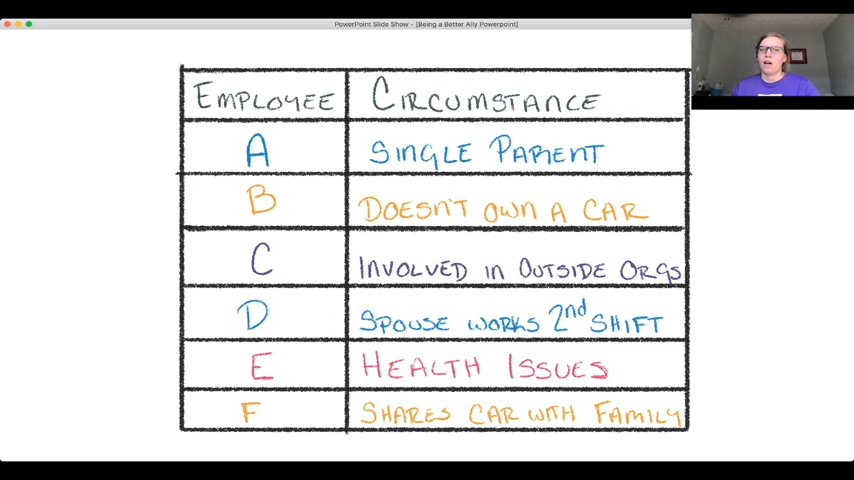 PowerPoint Slide Show - [Being a Better Ally Powerpoint]
EMPLOYEE CIRCUMSTANCE
A SINGLE PARENT
B DOESN'T OWN A CAR
C INVOLVED IN OUTSIDE ORGS
D SPOUSE WORKS 2nd SHIFT
E HEALTH ISSUES
F SHARES CAR WITH FAMILY